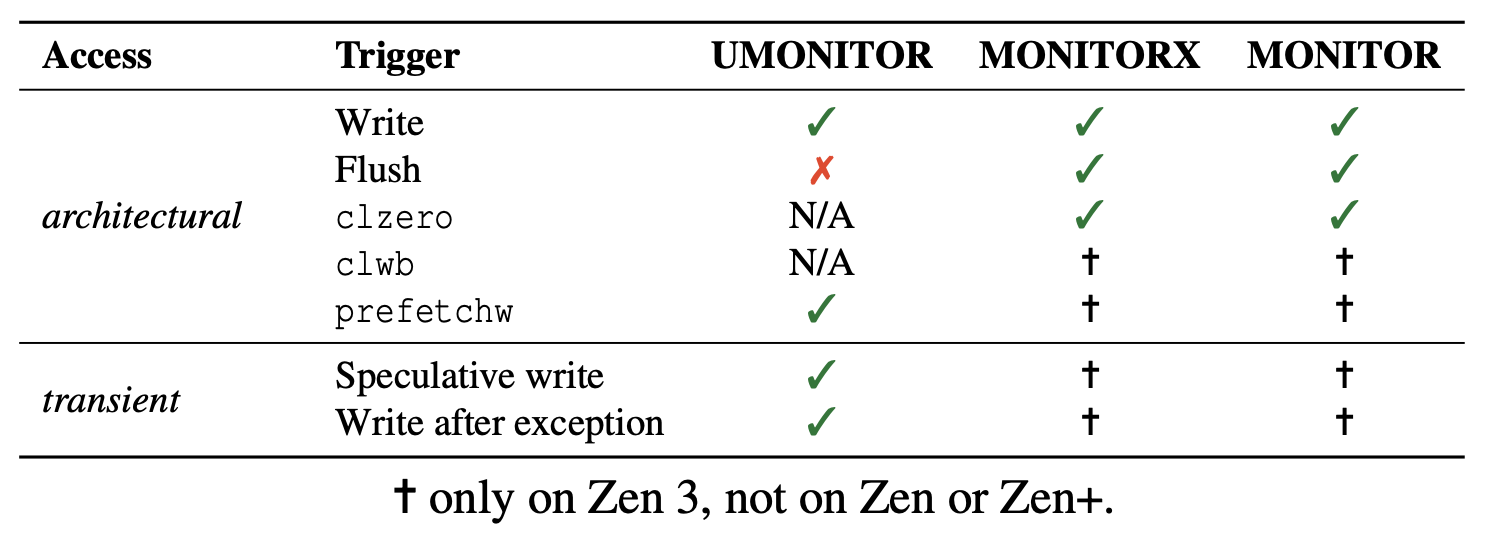 Access Trigger UMONITOR MONITORX MONITOR
Write ✓ ✓ ✓
Flush ✗ ✓ ✓
architectural clzero N/A ✓ ✓
clwb N/A † †
prefetchw ✓ † †
Speculative write ✓ † †
transient
Write after exception ✓ † †
† only on Zen 3, not on Zen or Zen+.